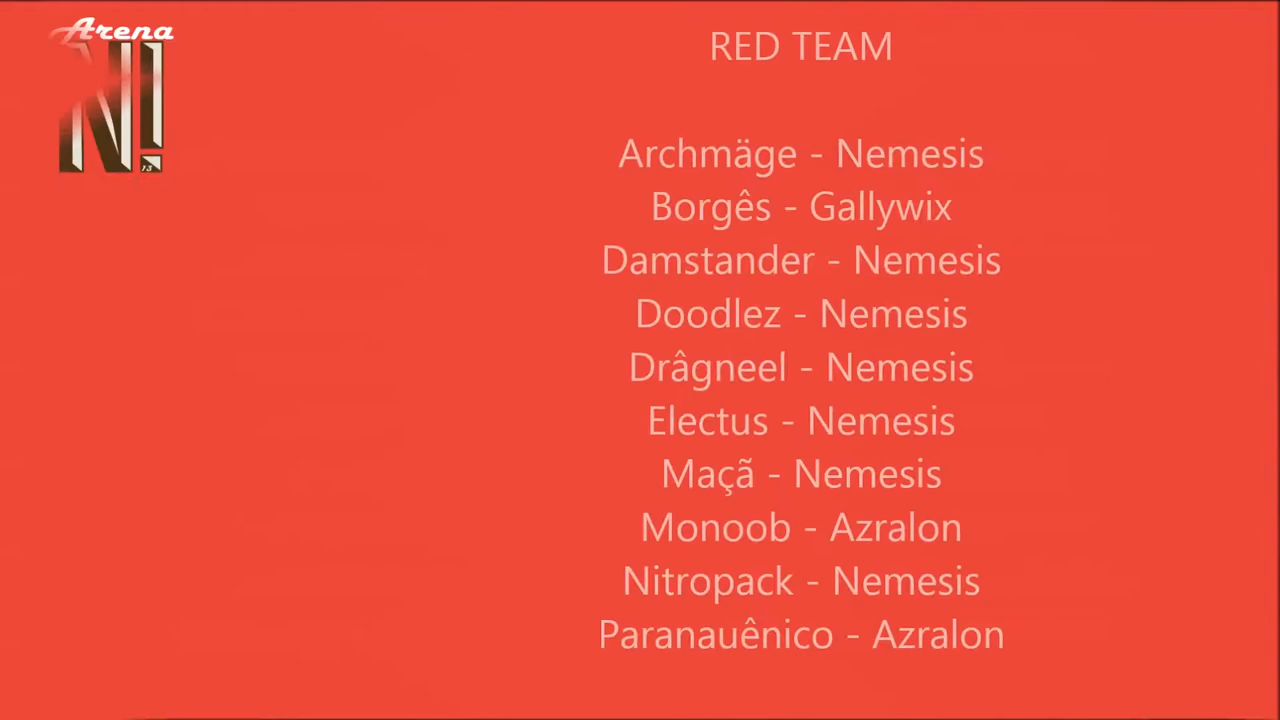 Arena
N!
13
RED TEAM
Archmäge - Nemesis
Borgês - Gallywix
Damstander - Nemesis
Doodlez - Nemesis
Drâgneel - Nemesis
Electus - Nemesis
Maçã - Nemesis
Monoob - Azralon
Nitropack - Nemesis
Paranauênico - Azralon